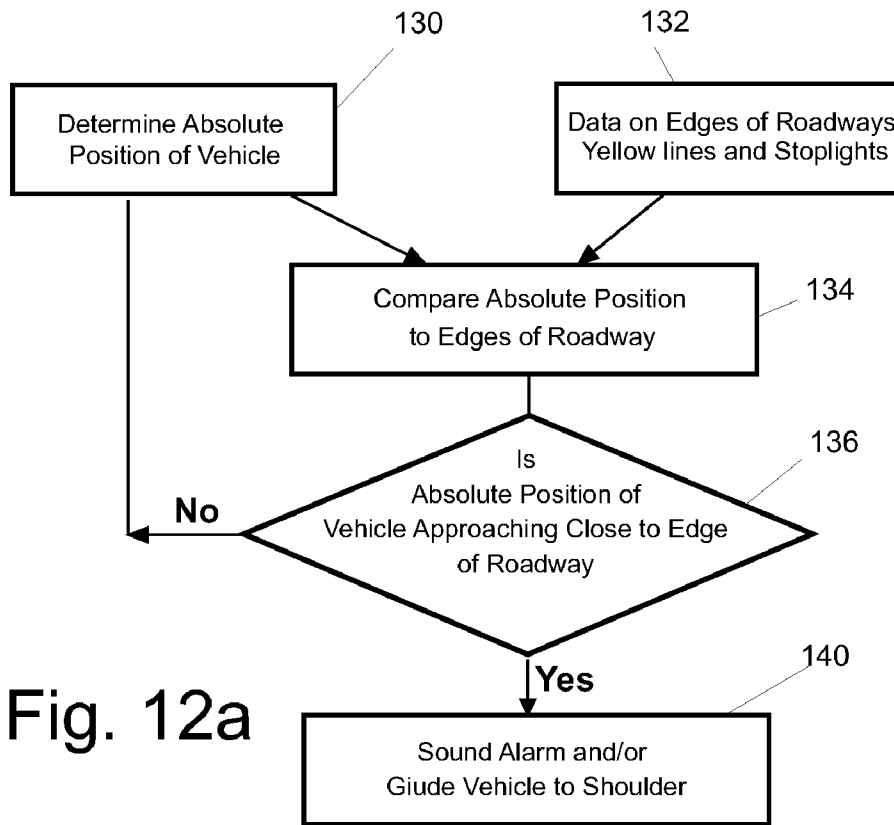 130
132
Determine Absolute
Position of Vehicle
Data on Edges of Roadways
Yellow lines and Stoplights
Compare Absolute Position
to Edges of Roadway
134
Is
Absolute Position of
Vehicle Approaching Close to Edge
of Roadway
136
No
Yes
140
Sound Alarm and/or
Giude Vehicle to Shoulder
Fig. 12a